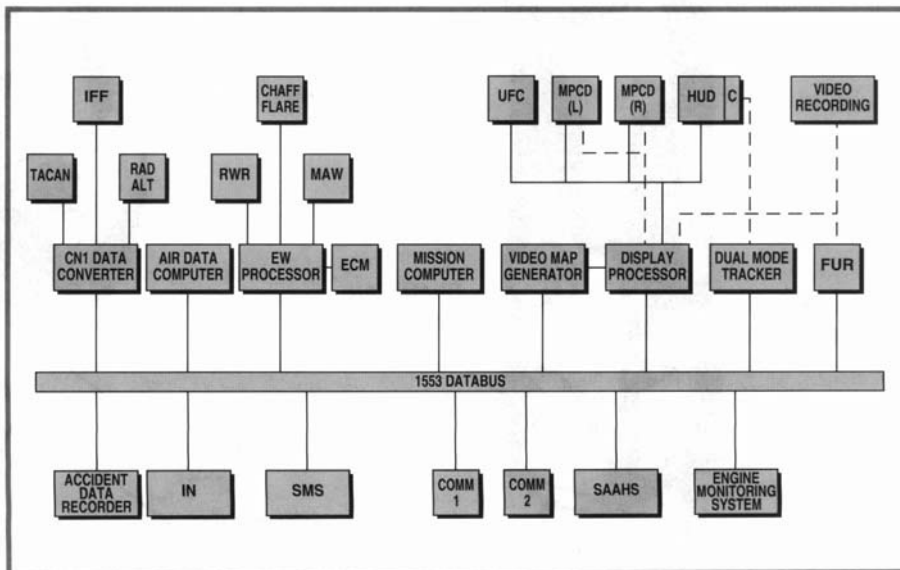 IFF
CHAFF
FLARE
UFC
MPCD
(L)
MPCD
(R)
HUD
C
VIDEO
RECORDING
TACAN
RAD
ALT
RWR
MAW
CN1 DATA
CONVERTER
AIR DATA
COMPUTER
EW
PROCESSOR
ECM
MISSION
COMPUTER
VIDEO MAP
GENERATOR
DISPLAY
PROCESSOR
DUAL MODE
TRACKER
FUR
1553 DATABUS
ACCIDENT
DATA
RECORDER
IN
SMS
COMM
1
COMM
2
SAAHS
ENGINE
MONITORING
SYSTEM